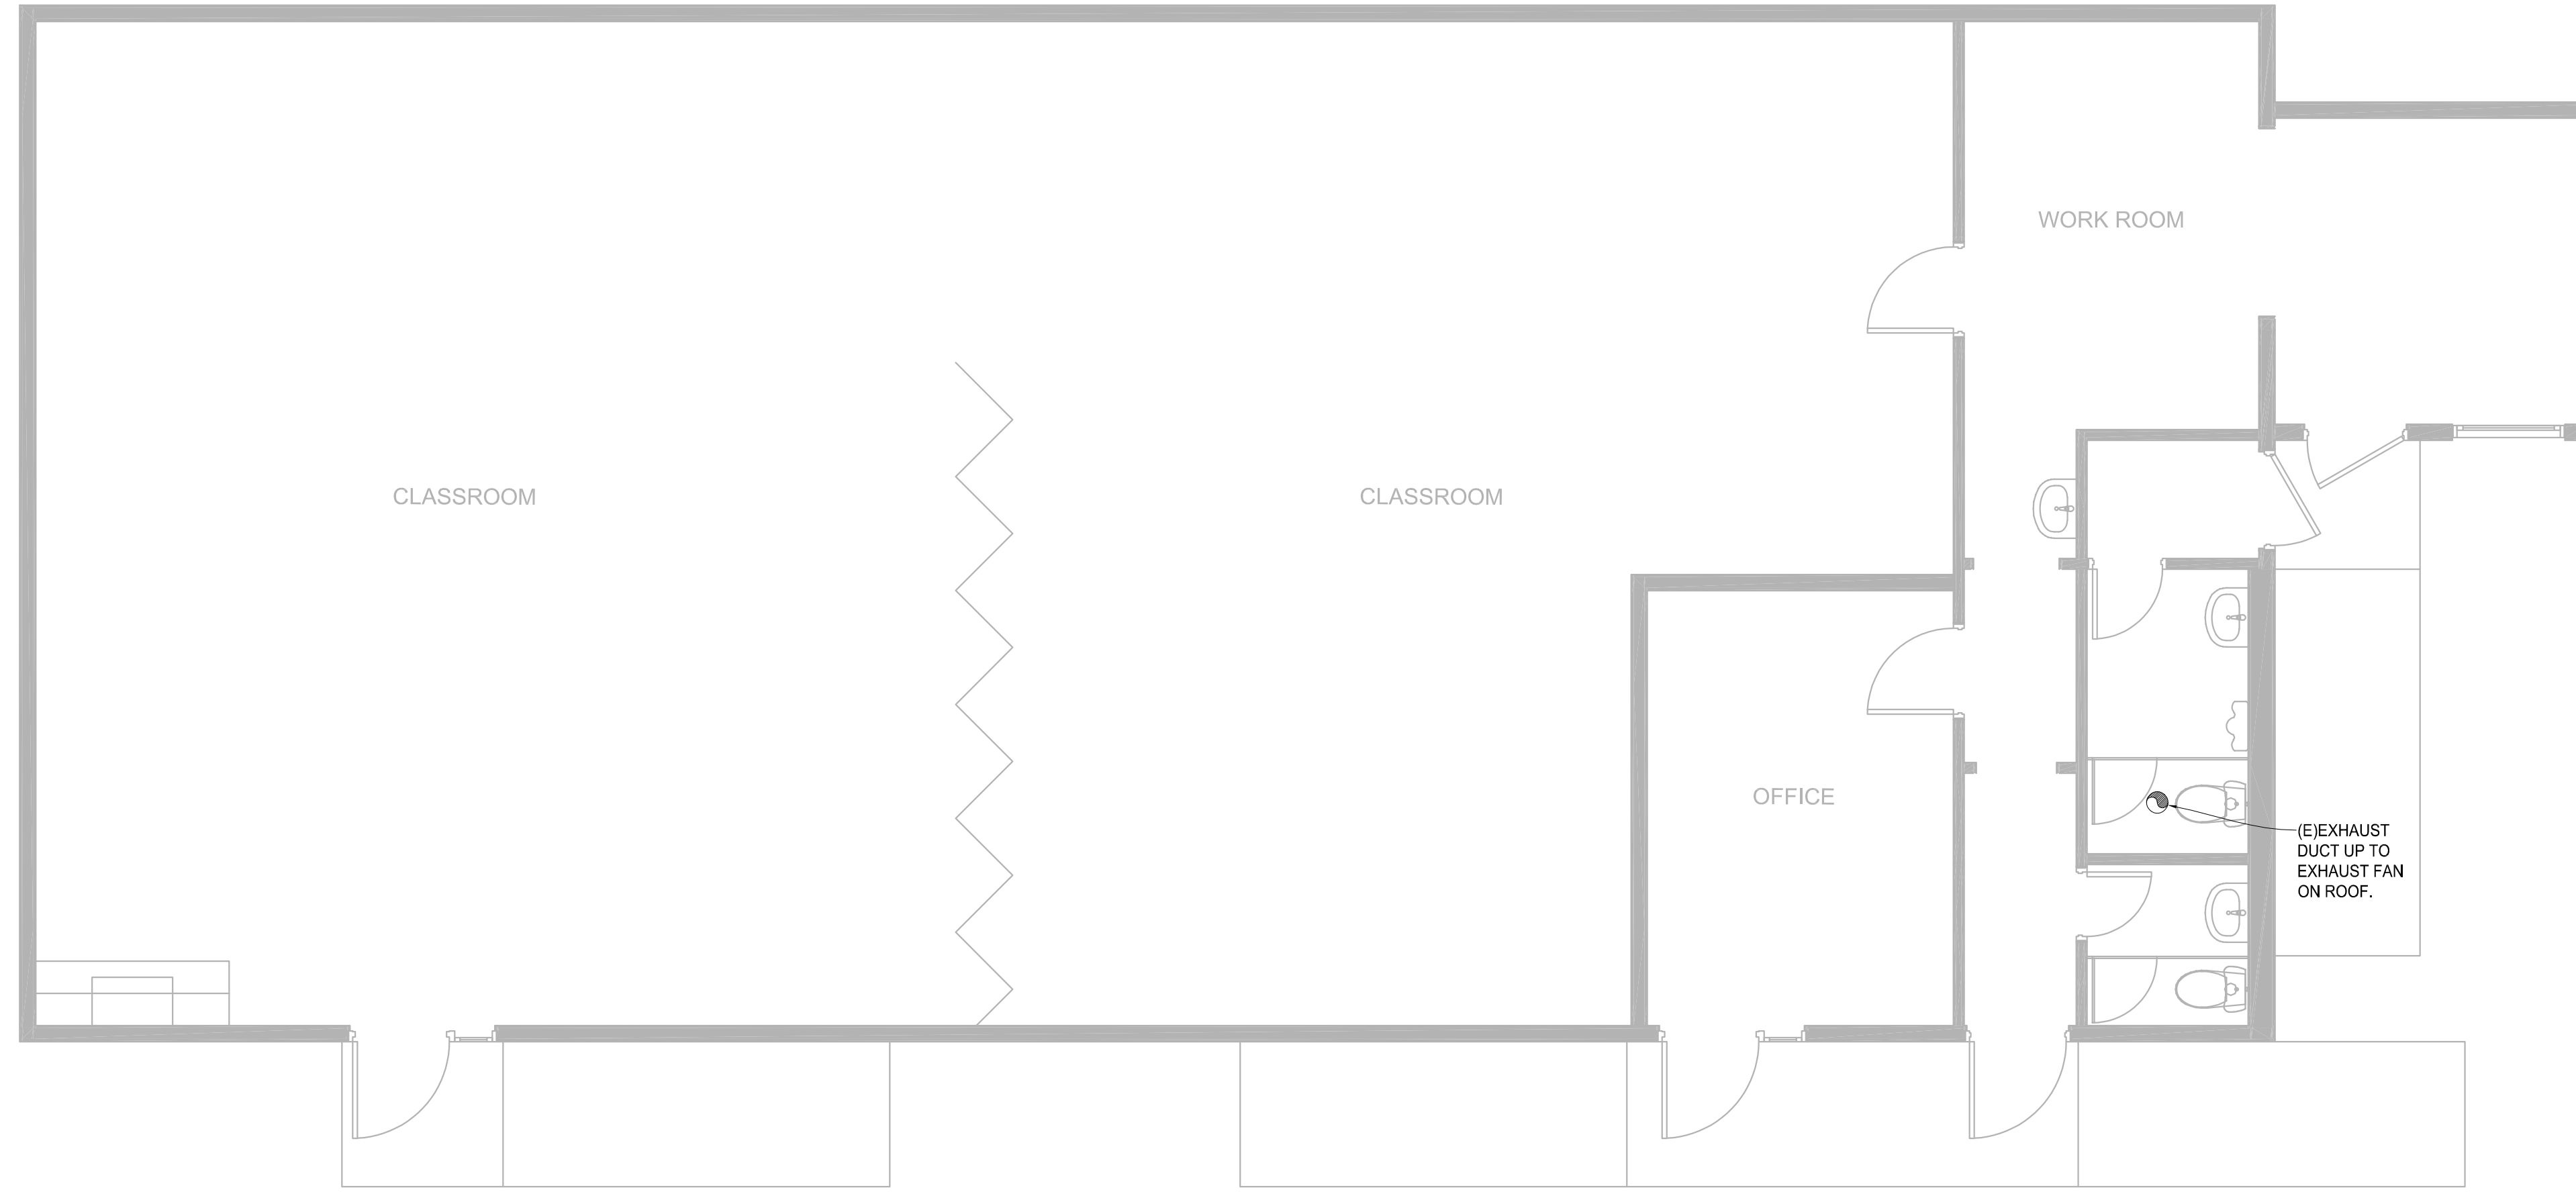 WORK ROOM
CLASSROOM
CLASSROOM
OFFICE
(E)EXHAUST
DUCT UP TO
EXHAUST FAN
ON ROOF.